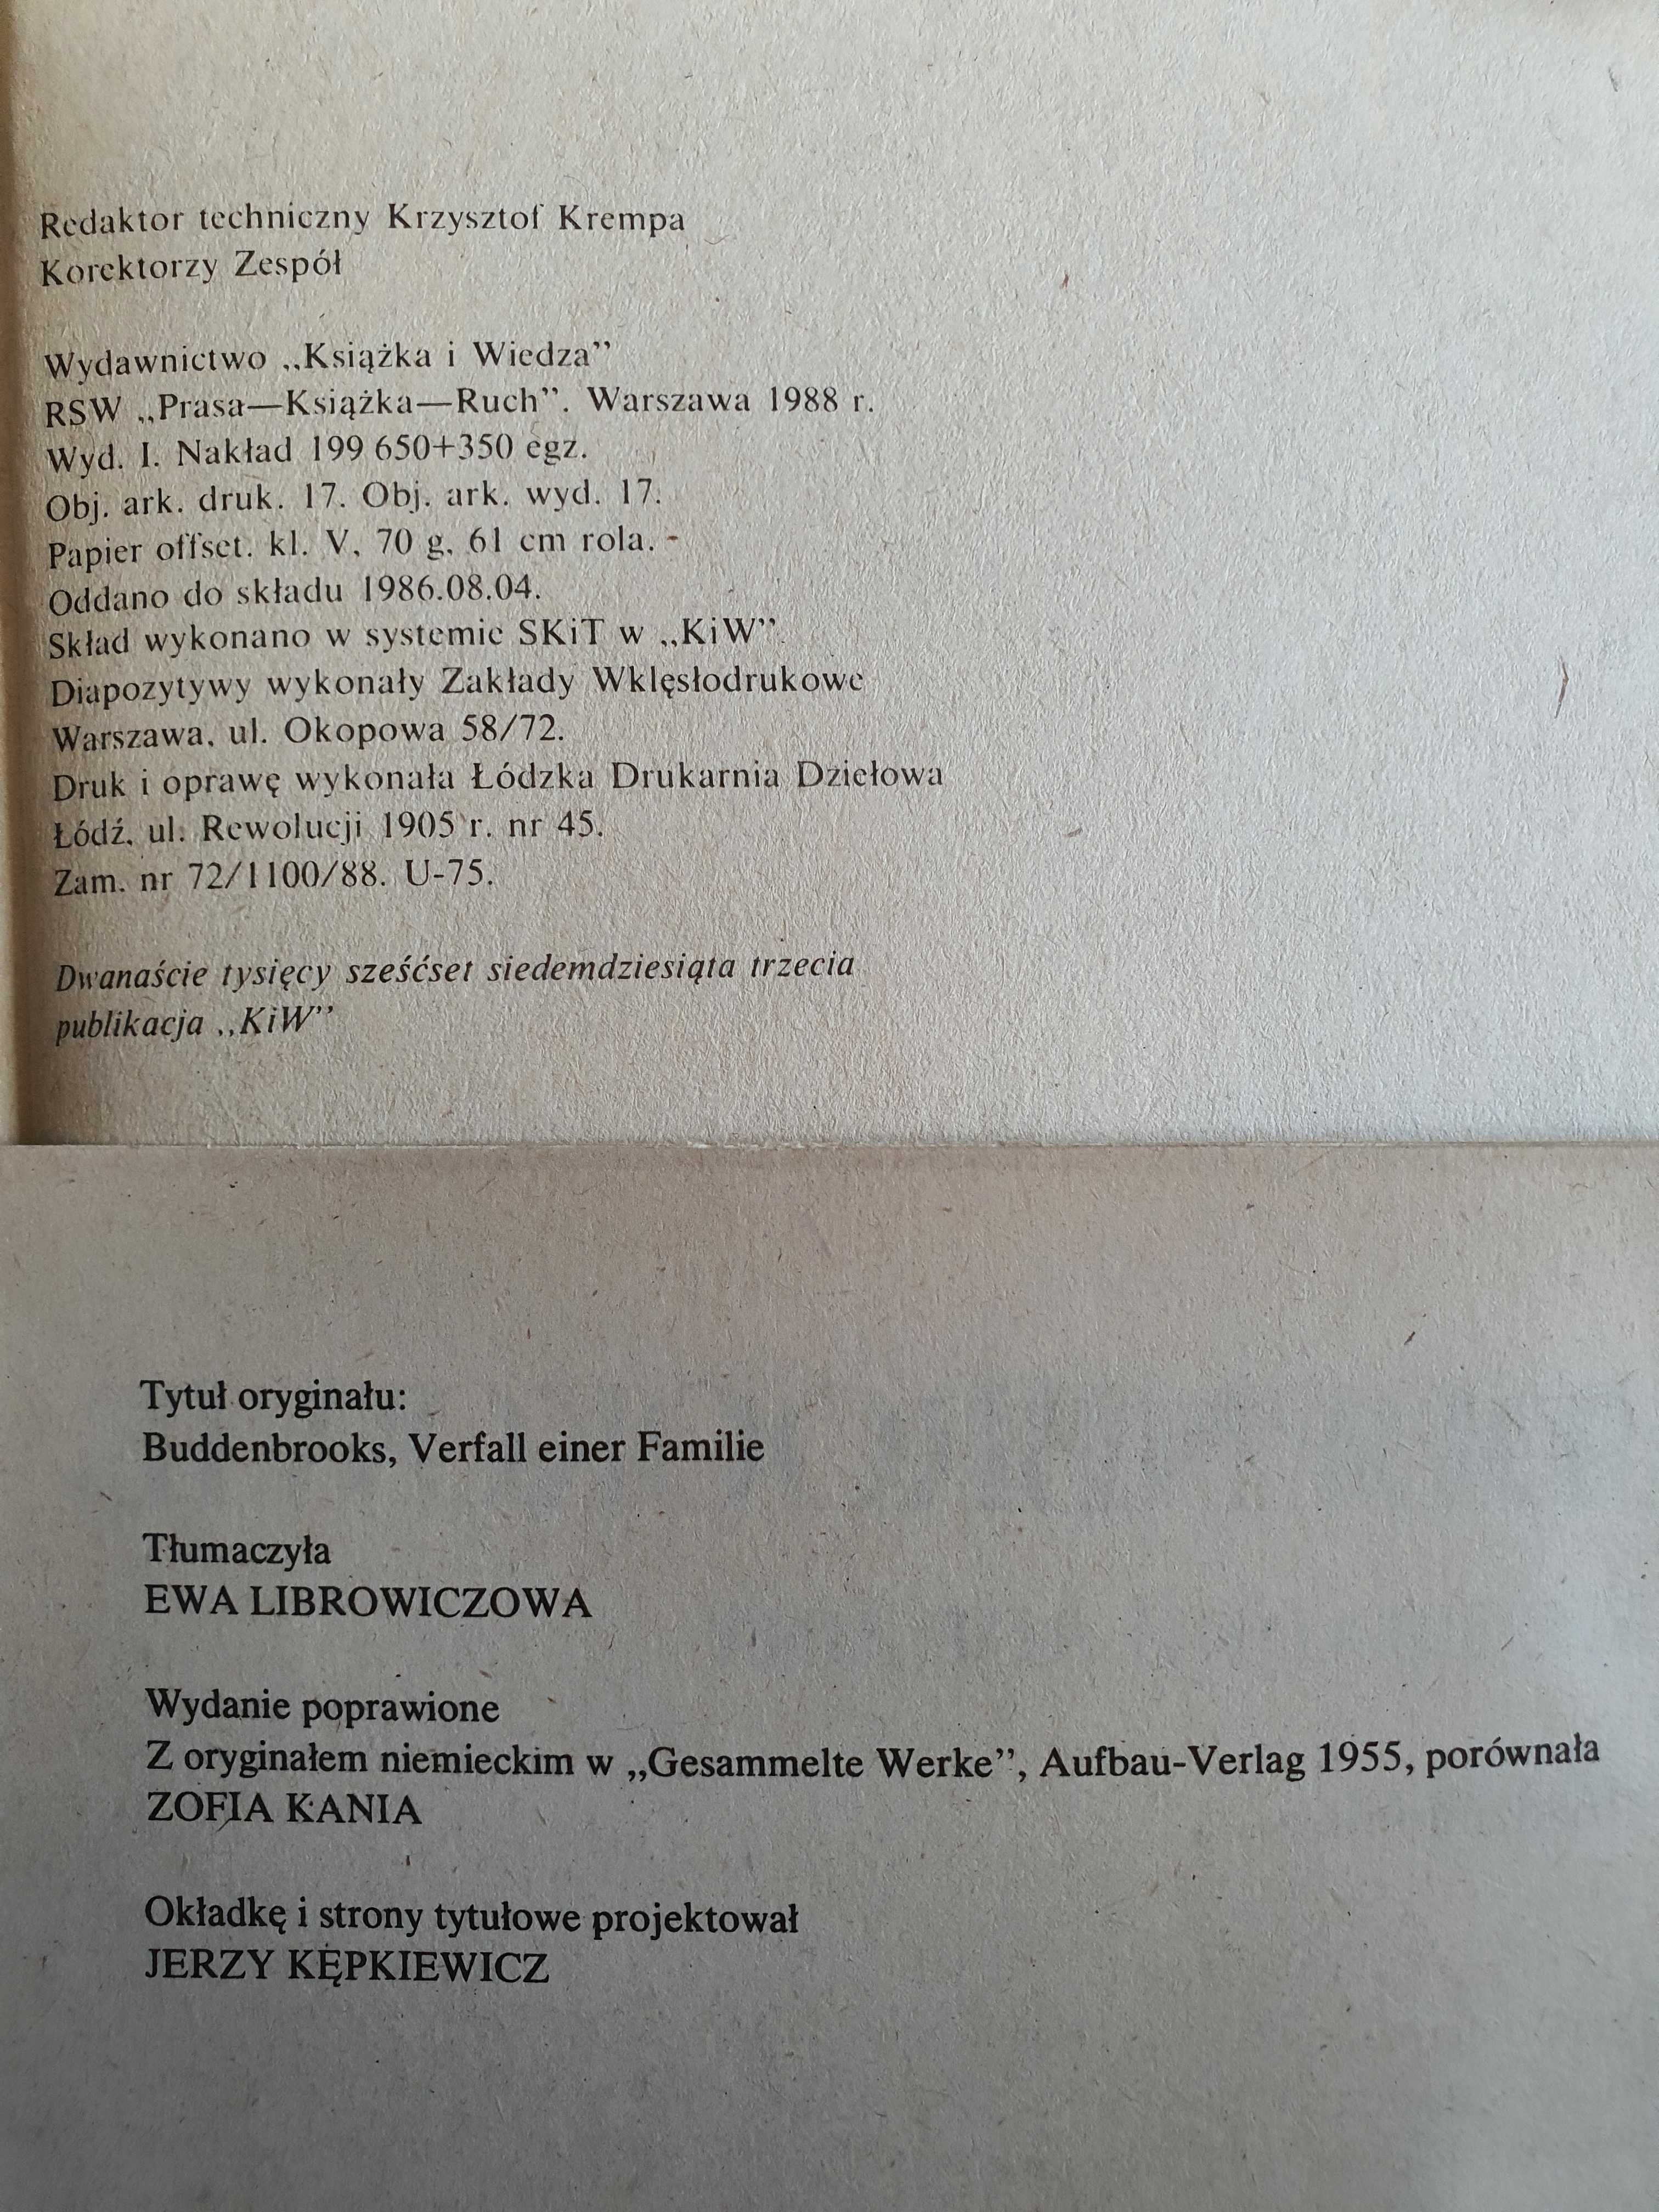 Redaktor techniczny Krzysztof Krempa
Korektorzy Zespół
Wydawnictwo „Książka i Wiedza”
RSW „Prasa—Książka—Ruch”. Warszawa 1988 r.
Wyd. I. Nakład 199 650+350 egz.
Obj. ark. druk. 17. Obj. ark. wyd. 17.
Papier offset. kl. V, 70 g, 61 cm rola.
Oddano do składu 1986.08.04.
Skład wykonano w systemie SKiT w „KiW”
Diapozytywy wykonały Zakłady Wklęsłodrukowe
Warszawa, ul. Okopowa 58/72.
Druk i oprawę wykonała Łódzka Drukarnia Dziełowa
Łódź, ul. Rewolucji 1905 r. nr 45.
Zam. nr 72/1100/88. U-75.
Dwanaście tysięcy sześćset siedemdziesiąta trzecia
publikacja „KiW”
Tytuł oryginału:
Buddenbrooks, Verfall einer Familie
Tłumaczyła
EWA LIBROWICZOWA
Wydanie poprawione
Z oryginałem niemieckim w „Gesammelte Werke”, Aufbau-Verlag 1955, porównała
ZOFIA KANIA
Okładkę i strony tytułowe projektował
JERZY KĘPKIEWICZ